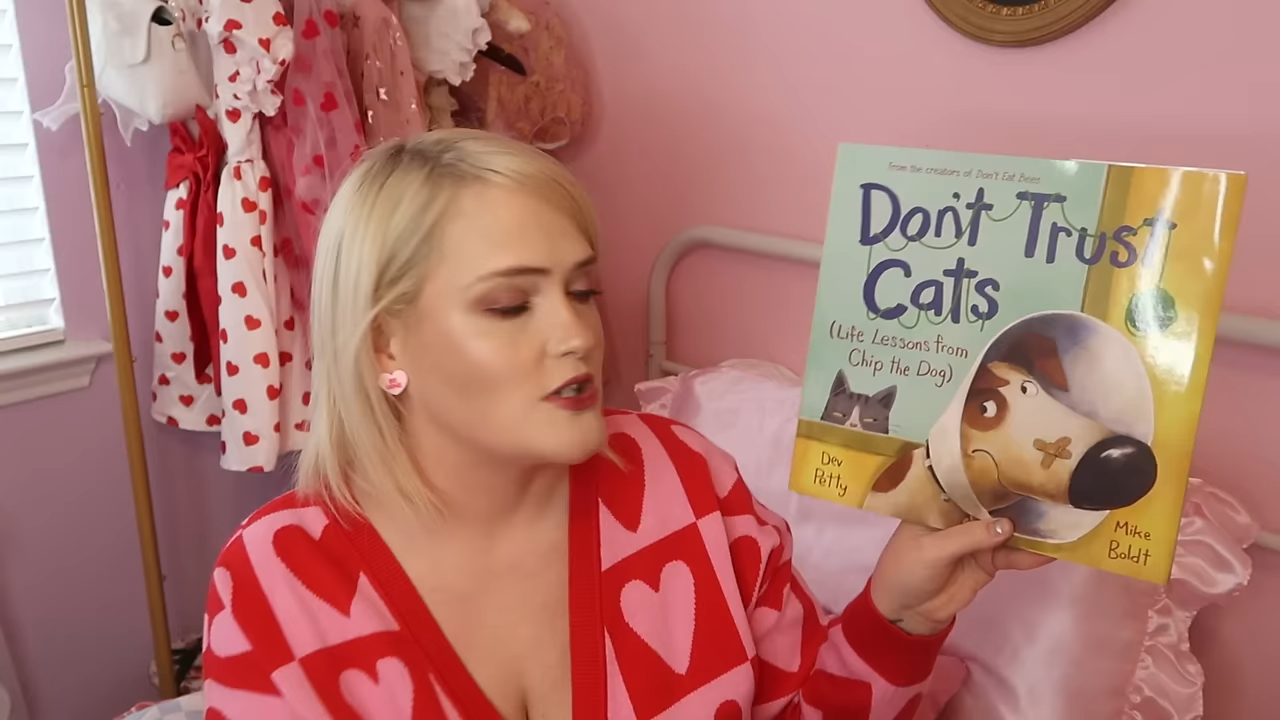 From the creators of Don't Eat Bees
Don't Trust
Cats
(Life Lessons from
Chip the Dog)
Dev
Petty
Mike
Boldt